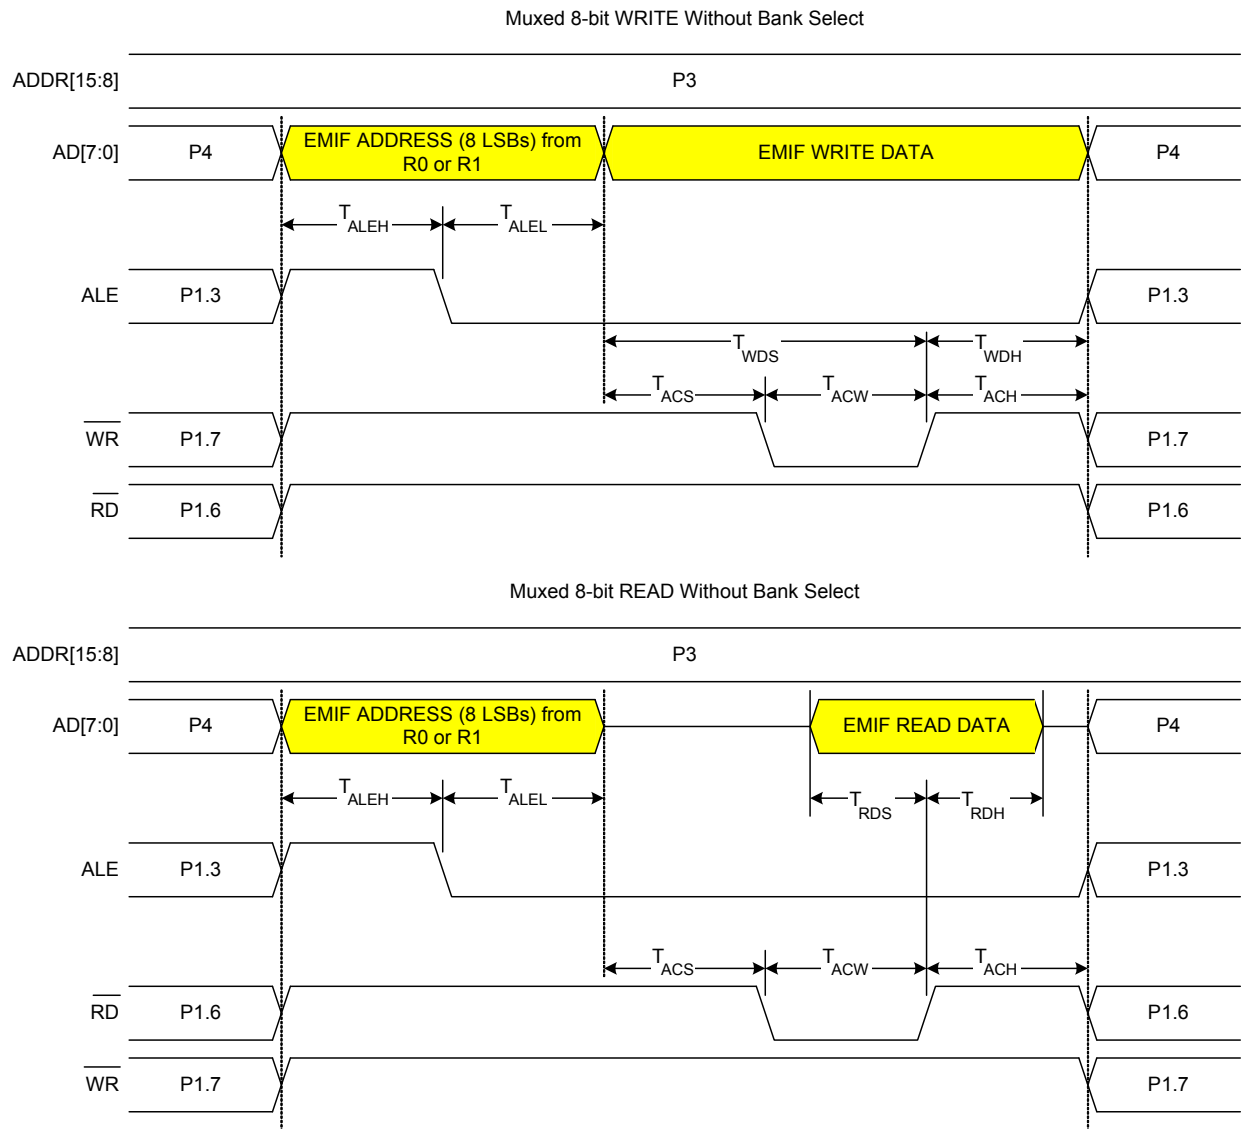 Muxed 8-bit WRITE Without Bank Select
ADDR[15:8] P3
AD[7:0] P4 EMIF ADDRESS (8 LSBs) from EMIF WRITE DATA P4
R0 or R1
TALEH TALEL
ALE P1.3 P1.3
TWDS TWDH
TACS TACW TACH
WR P1.7 P1.7
RD P1.6 P1.6
Muxed 8-bit READ Without Bank Select
ADDR[15:8] P3
AD[7:0] P4 EMIF ADDRESS (8 LSBs) from EMIF READ DATA P4
R0 or R1
TALEH TALEL TRDS TRDH
ALE P1.3 P1.3
TACS TACW TACH
RD P1.6 P1.6
WR P1.7 P1.7